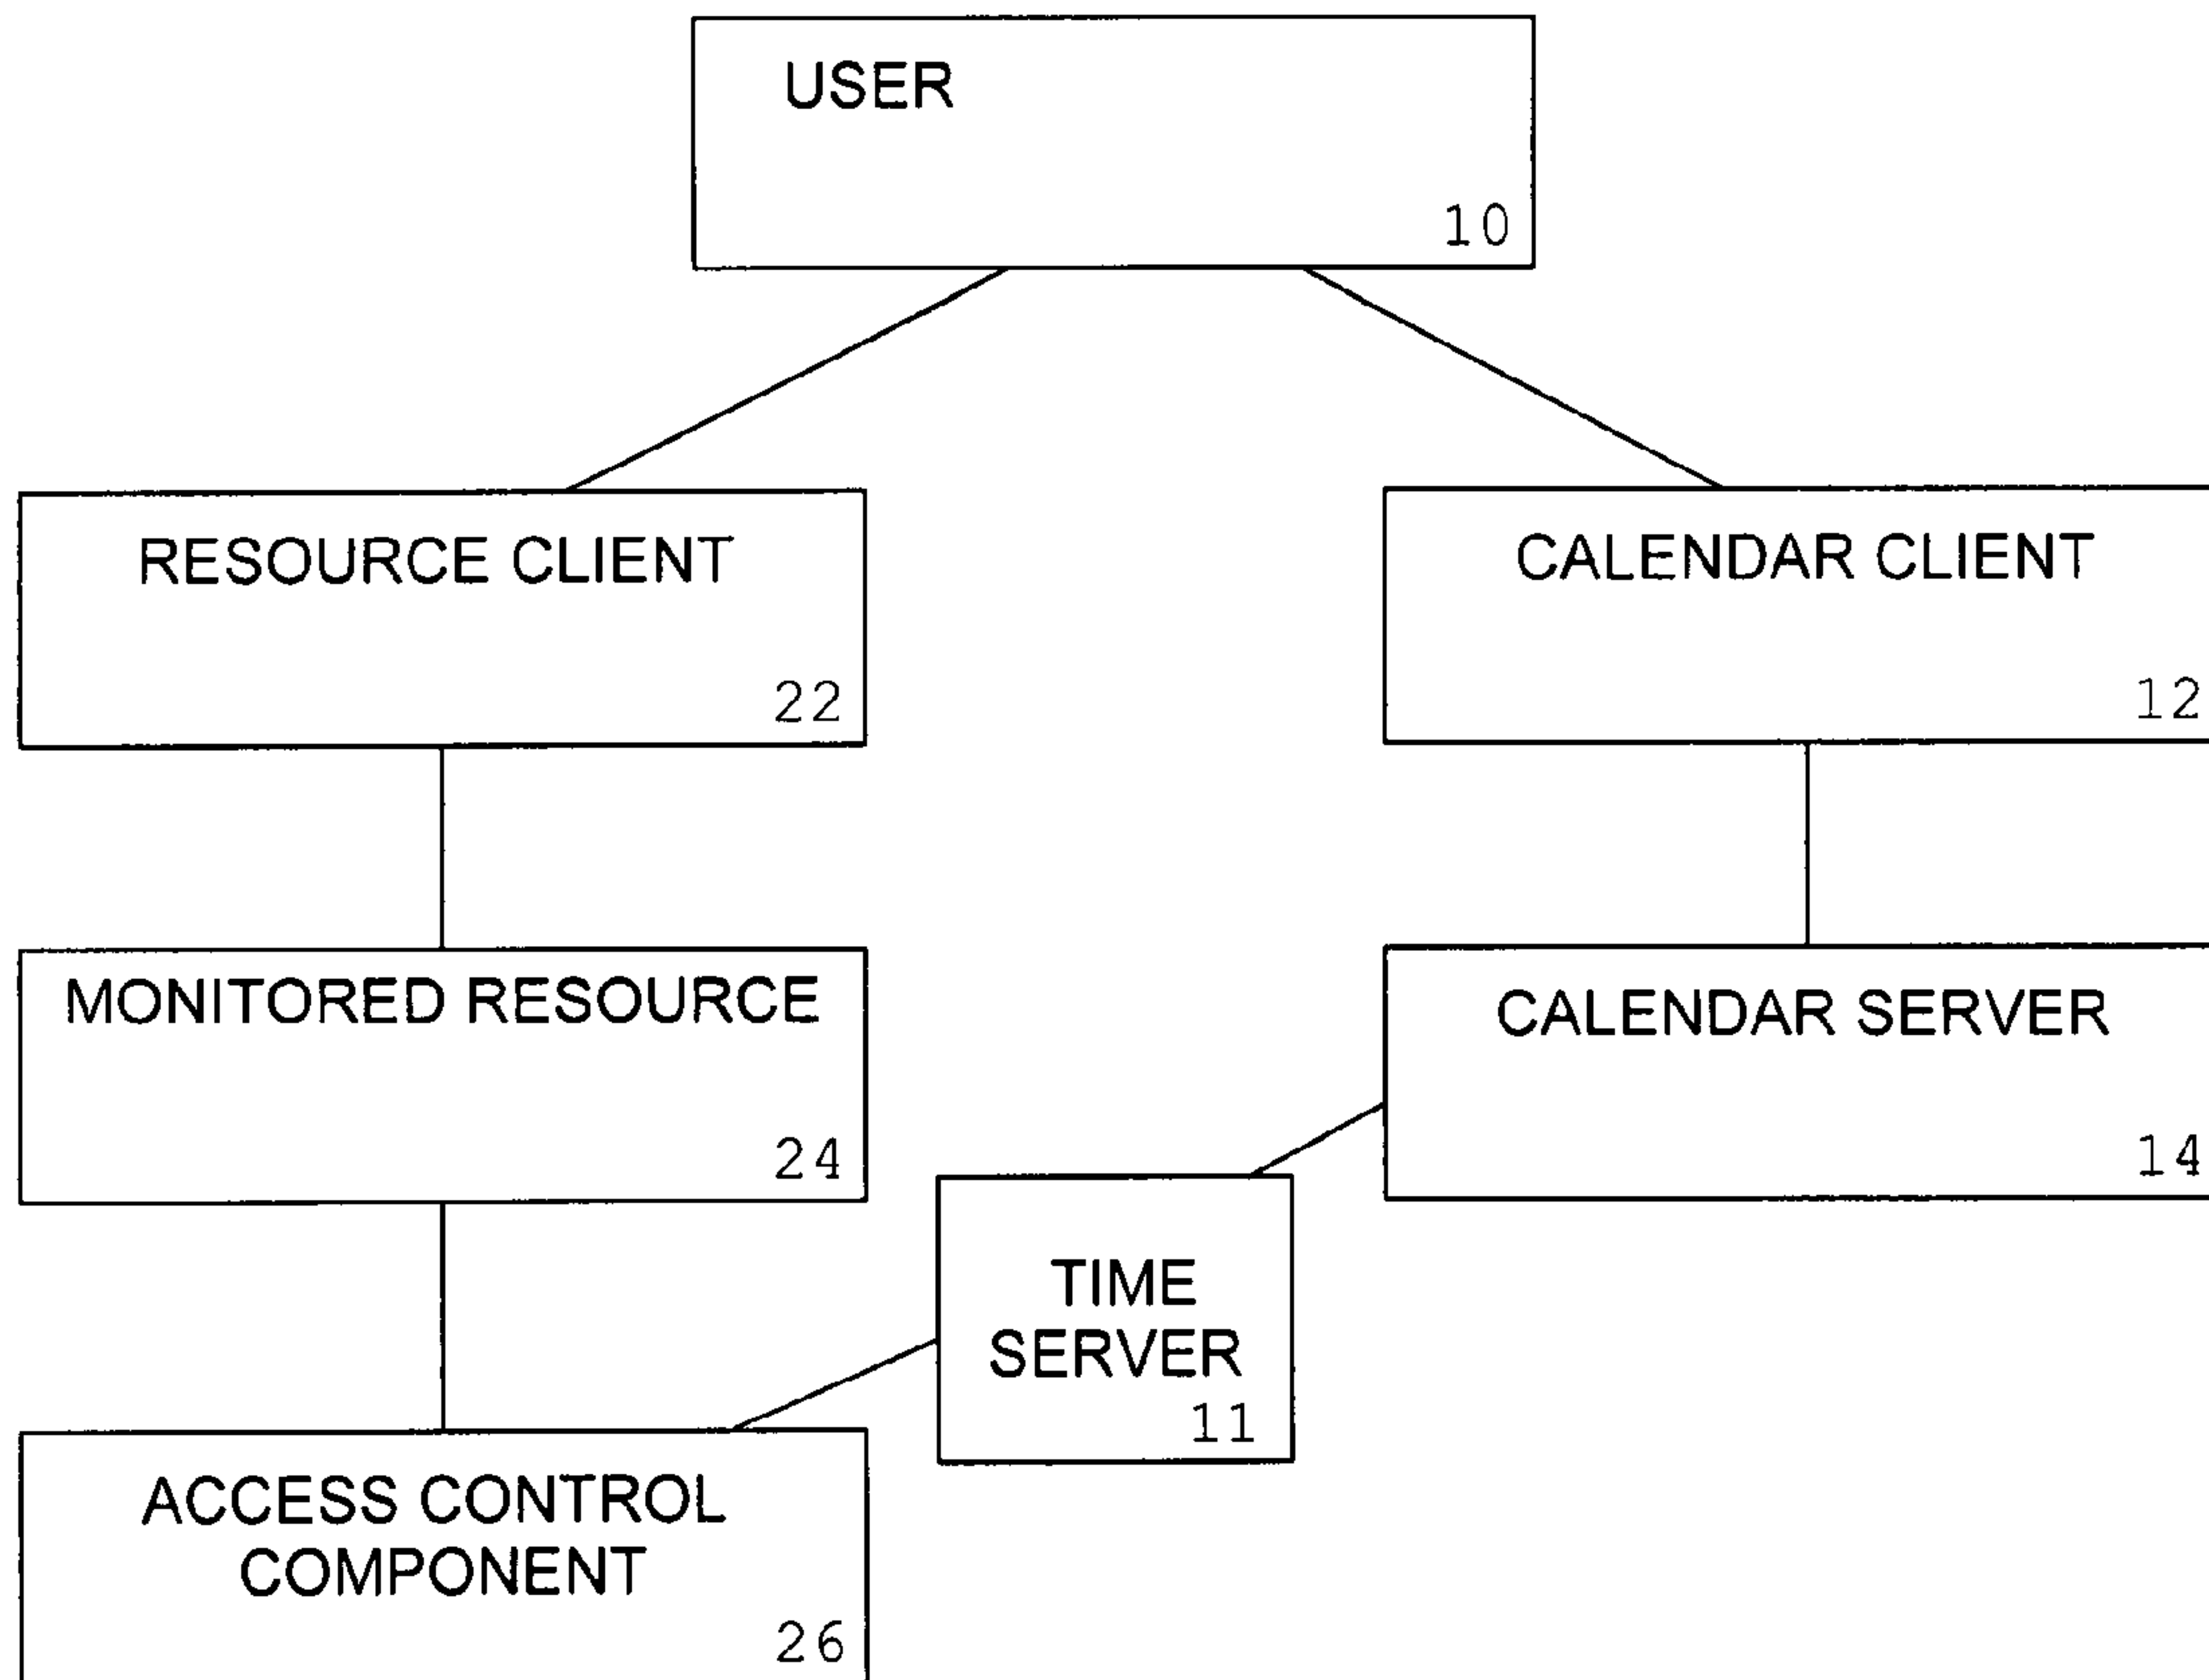 USER
10
RESOURCE CLIENT
22
CALENDAR CLIENT
12
MONITORED RESOURCE
24
CALENDAR SERVER
14
TIME
SERVER
11
ACCESS CONTROL
COMPONENT
26